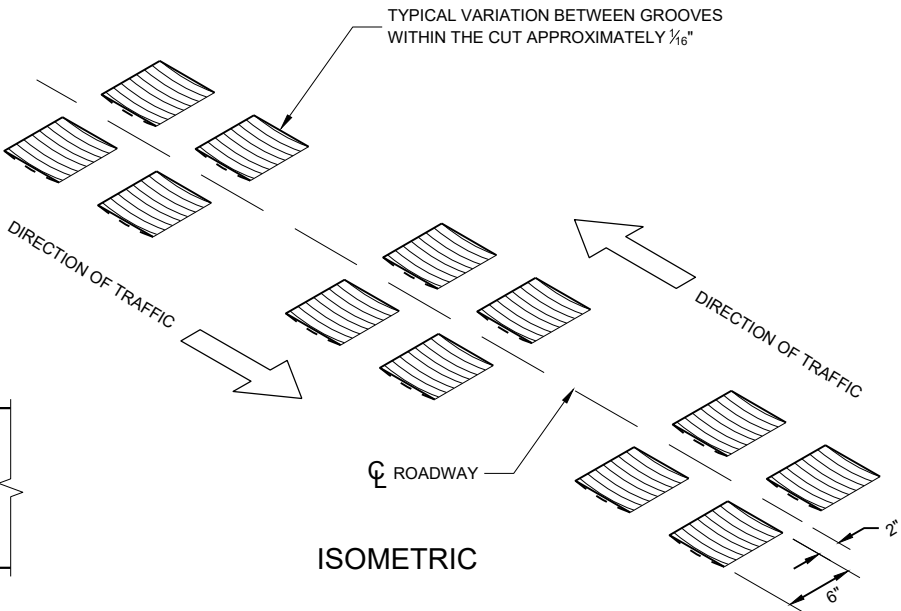 TYPICAL VARIATION BETWEEN GROOVES
WITHIN THE CUT APPROXIMATELY 1⁄16"
DIRECTION OF TRAFFIC
DIRECTION OF TRAFFIC
℄ ROADWAY
2"
6"
ISOMETRIC